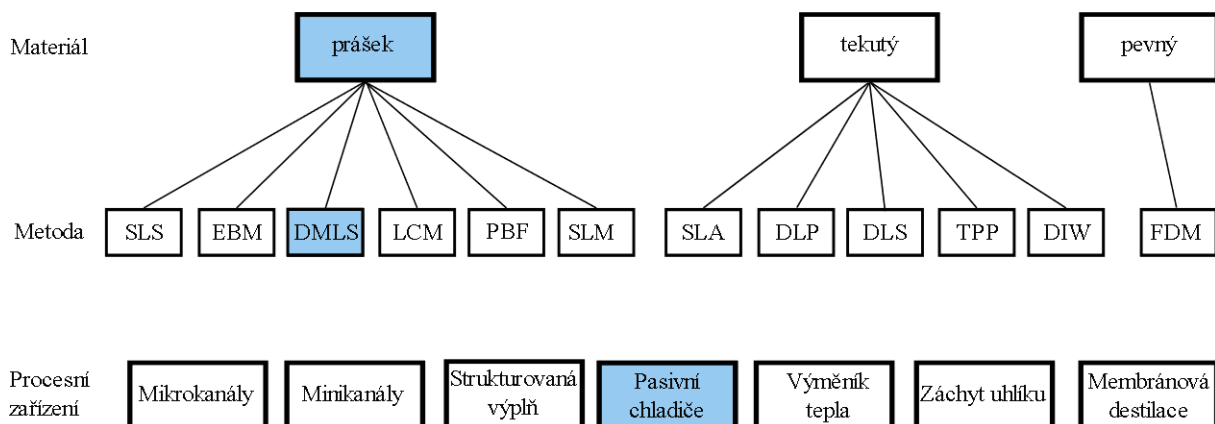 Materiál
prášek
tekutý
pevný
Metoda
SLS
EBM
DMLS
LCM
PBF
SLM
SLA
DLP
DLS
TPP
DIW
FDM
Procesní
zařízení
Mikrokanály
Minikanály
Strukturovaná
výplň
Pasivní
chladiče
Výměník
tepla
Záchyt uhlíku
Membránová
destilace